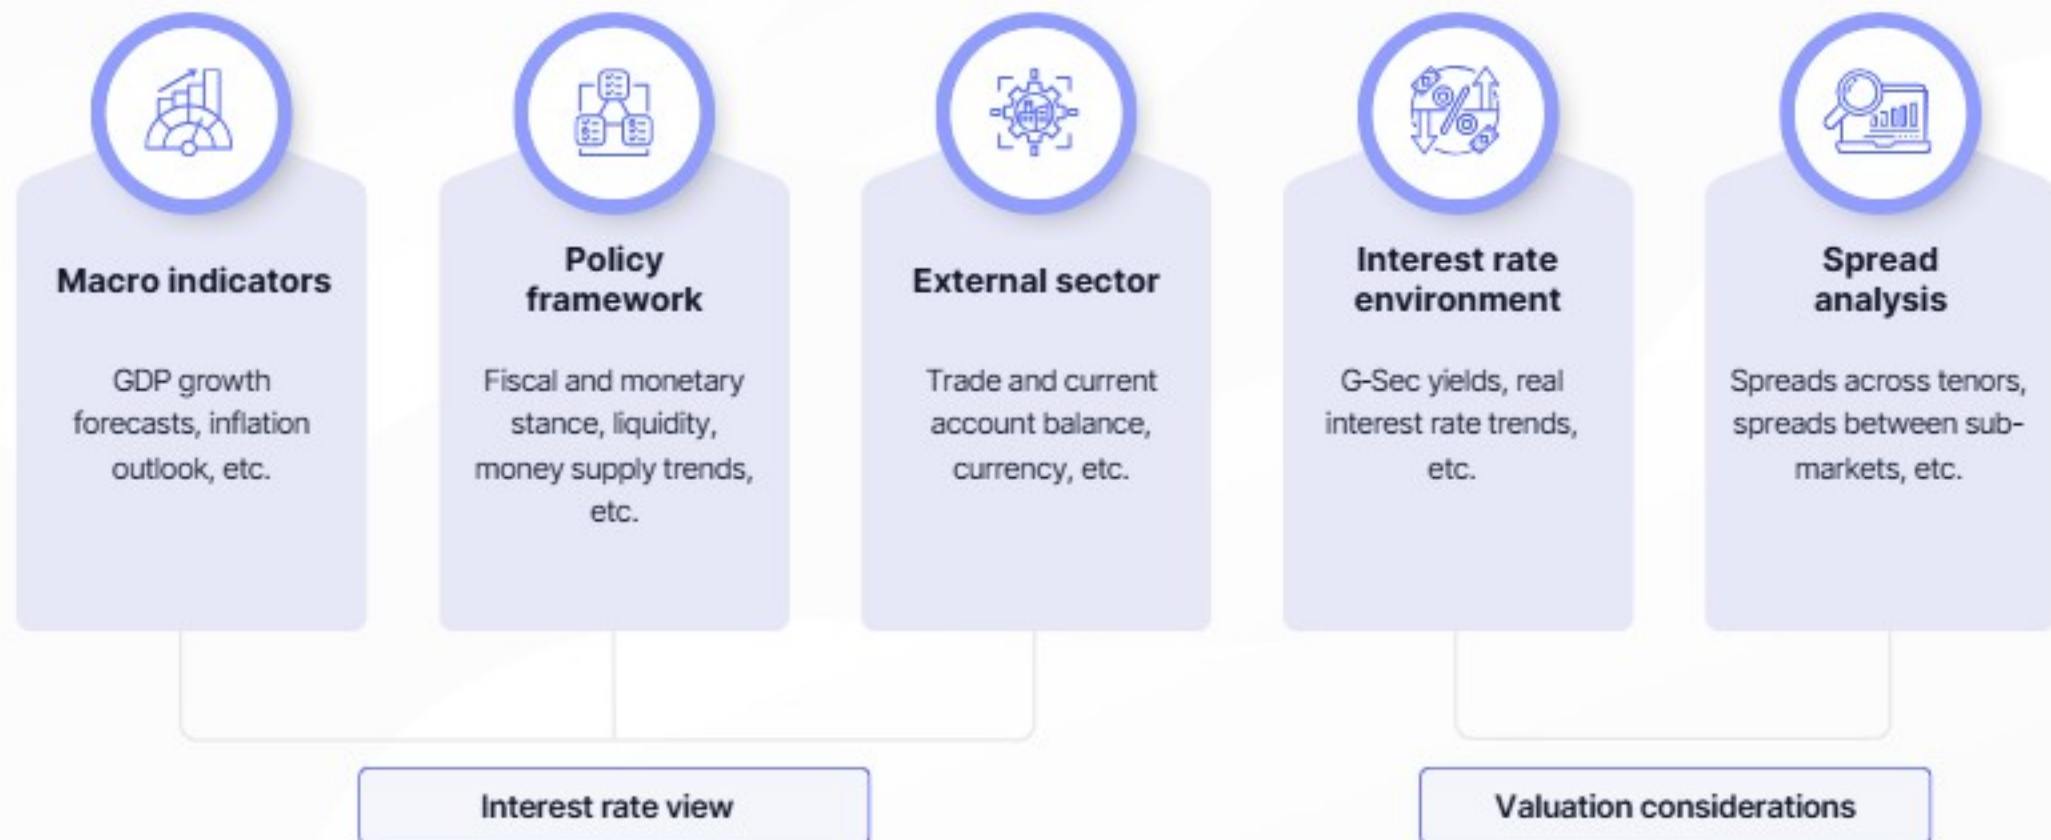 Macro indicators
GDP growth
forecasts, inflation
outlook, etc.
Policy
framework
Fiscal and monetary
stance, liquidity,
money supply trends,
etc.
External sector
Trade and current
account balance,
currency, etc.
Interest rate
environment
G-Sec yields, real
interest rate trends,
etc.
Spread
analysis
Spreads across tenors,
spreads between sub-
markets, etc.
Interest rate view
Valuation considerations